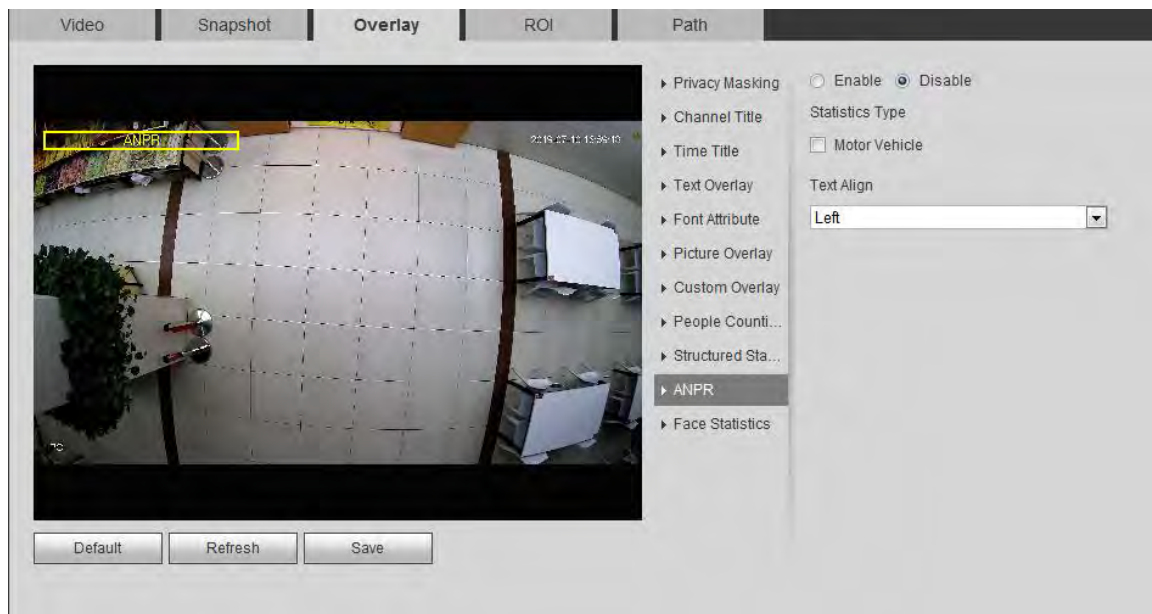 Video Snapshot Overlay ROI Path
ANPR
Privacy Masking
Channel Title
Time Title
Text Overlay
Font Attribute
Picture Overlay
Custom Overlay
People Counti...
Structured Sta...
ANPR
Face Statistics
Enable Disable
Statistics Type
Motor Vehicle
Text Align
Left
Default Refresh Save